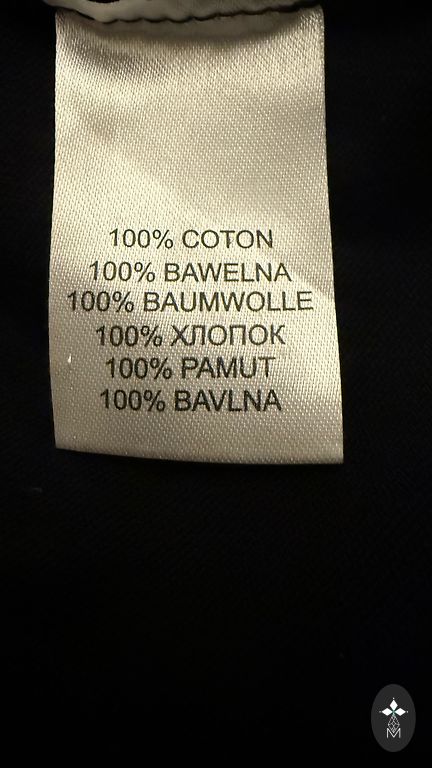 100% COTON
100% BAWELNA
100% BAUMWOLLE
100% ХЛОПОК
100% PAMUT
100% BAVLNA
M